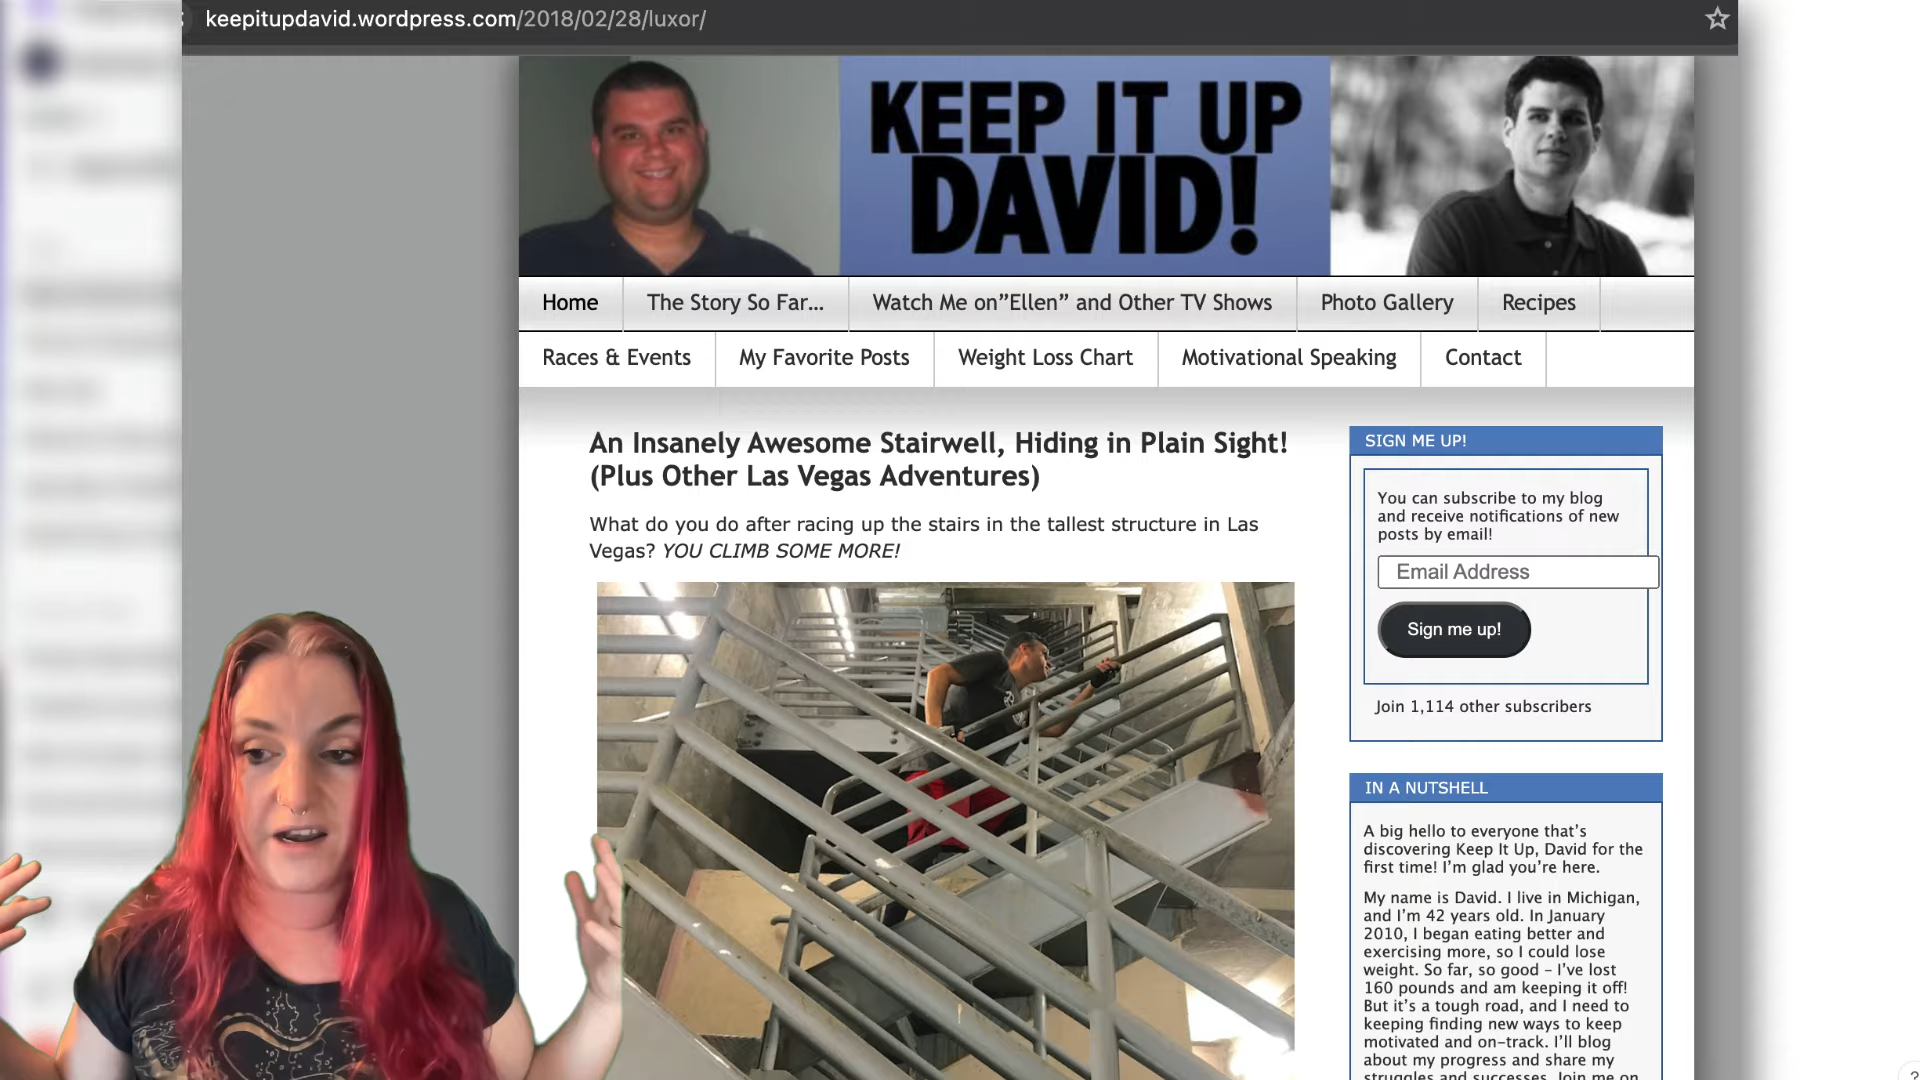 keepitupdavid.wordpress.com/2018/02/28/luxor/
KEEP IT UP
DAVID!
Home
The Story So Far...
Watch Me on”Ellen” and Other TV Shows
Photo Gallery
Recipes
Races & Events
My Favorite Posts
Weight Loss Chart
Motivational Speaking
Contact
An Insanely Awesome Stairwell, Hiding in Plain Sight!
(Plus Other Las Vegas Adventures)
What do you do after racing up the stairs in the tallest structure in Las
Vegas? YOU CLIMB SOME MORE!
SIGN ME UP!
You can subscribe to my blog
and receive notifications of new
posts by email!
Email Address
Sign me up!
Join 1,114 other subscribers
IN A NUTSHELL
A big hello to everyone that’s
discovering Keep It Up, David for the
first time! I’m glad you’re here.
My name is David. I live in Michigan,
and I’m 42 years old. In January
2010, I began eating better and
exercising more, so I could lose
weight. So far, so good – I’ve lost
160 pounds and am keeping it off!
But it’s a tough road, and I need to
keeping finding new ways to keep
motivated and on-track. I’ll blog
about my progress and share my
struggles and successes. Join me on